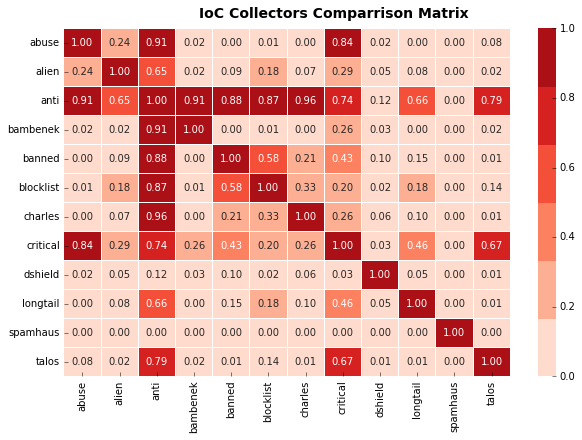 IoC Collectors Comparrison Matrix
abuse 1.00 0.24 0.91 0.02 0.00 0.01 0.00 0.84 0.02 0.00 0.00 0.08
alien 0.24 1.00 0.65 0.02 0.09 0.18 0.07 0.29 0.05 0.08 0.00 0.02
anti 0.91 0.65 1.00 0.91 0.88 0.87 0.96 0.74 0.12 0.66 0.00 0.79
bambenek 0.02 0.02 0.91 1.00 0.00 0.01 0.00 0.26 0.03 0.00 0.00 0.02
banned 0.00 0.09 0.88 0.00 1.00 0.58 0.21 0.43 0.10 0.15 0.00 0.01
blocklist 0.01 0.18 0.87 0.01 0.58 1.00 0.33 0.20 0.02 0.18 0.00 0.14
charles 0.00 0.07 0.96 0.00 0.21 0.33 1.00 0.26 0.06 0.10 0.00 0.01
critical 0.84 0.29 0.74 0.26 0.43 0.20 0.26 1.00 0.03 0.46 0.00 0.67
dshield 0.02 0.05 0.12 0.03 0.10 0.02 0.06 0.03 1.00 0.05 0.00 0.01
longtail 0.00 0.08 0.66 0.00 0.15 0.18 0.10 0.46 0.05 1.00 0.00 0.01
spamhaus 0.00 0.00 0.00 0.00 0.00 0.00 0.00 0.00 0.00 0.00 1.00 0.00
talos 0.08 0.02 0.79 0.02 0.01 0.14 0.01 0.67 0.01 0.01 0.00 1.00
abuse alien anti bambenek banned blocklist charles critical dshield longtail spamhaus talos
1.0
0.8
0.6
0.4
0.2
0.0